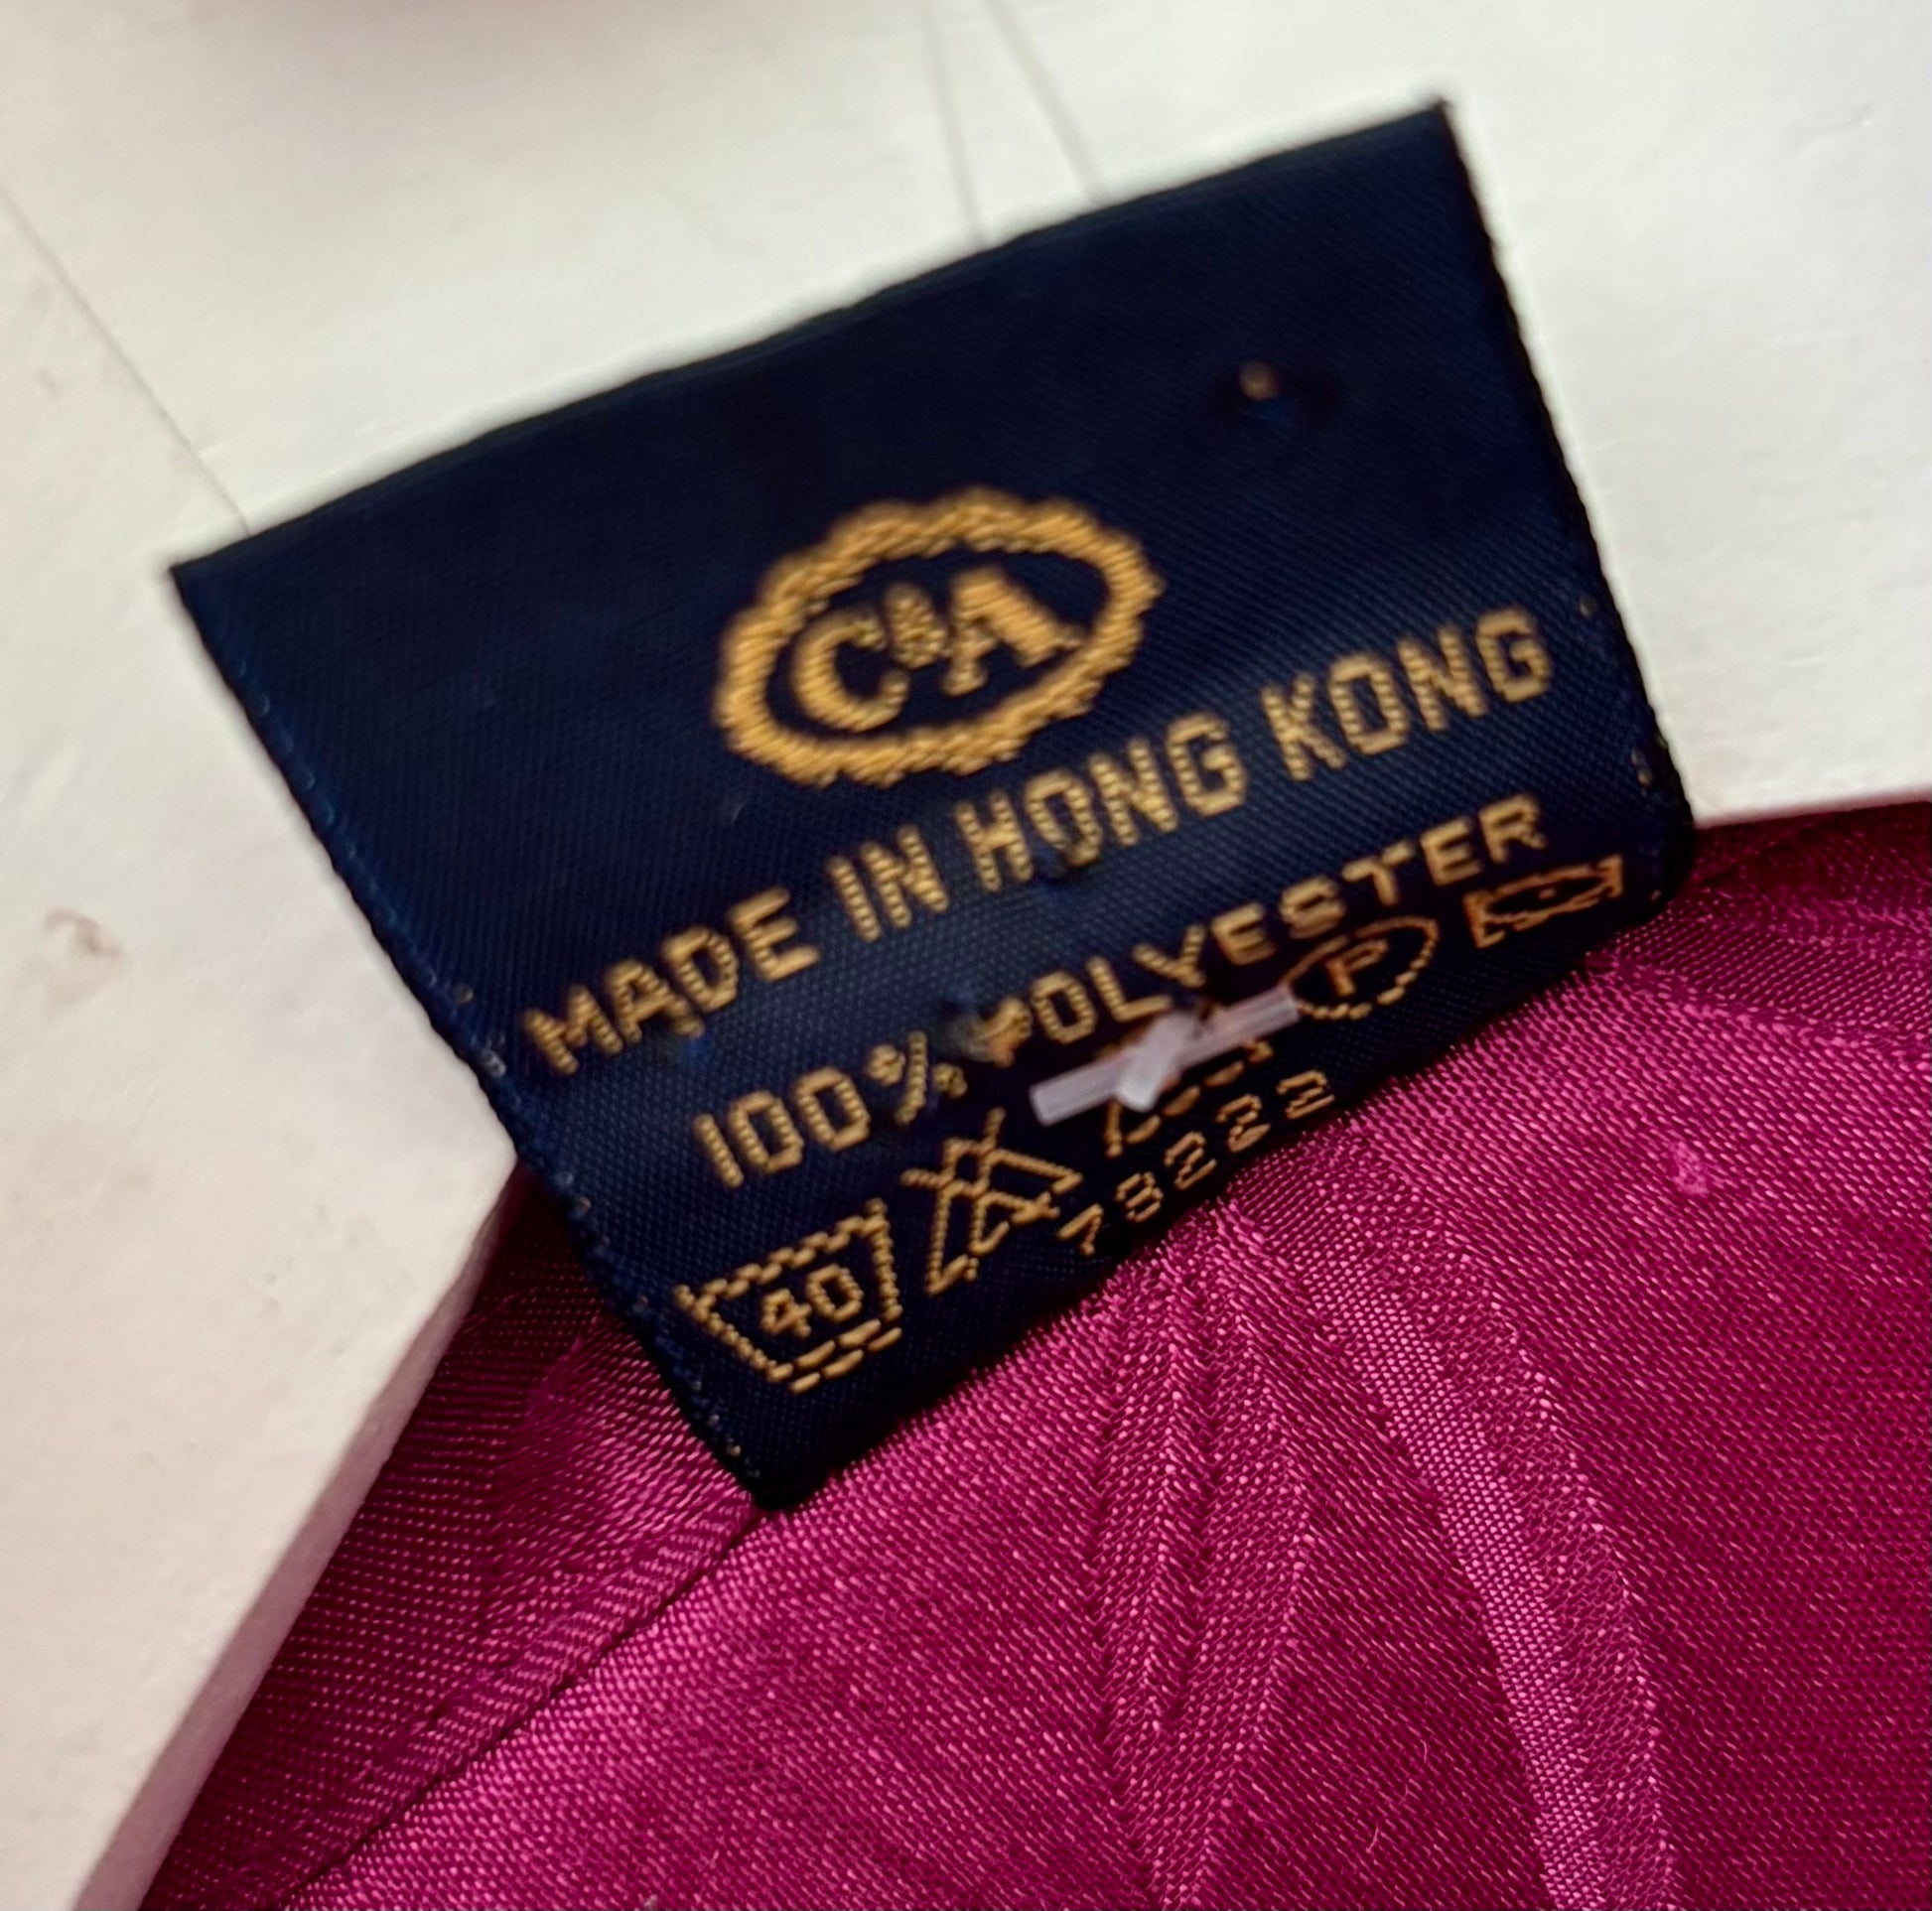 C&A
MADE IN HONG KONG
100% POLYESTER
40 P
78222